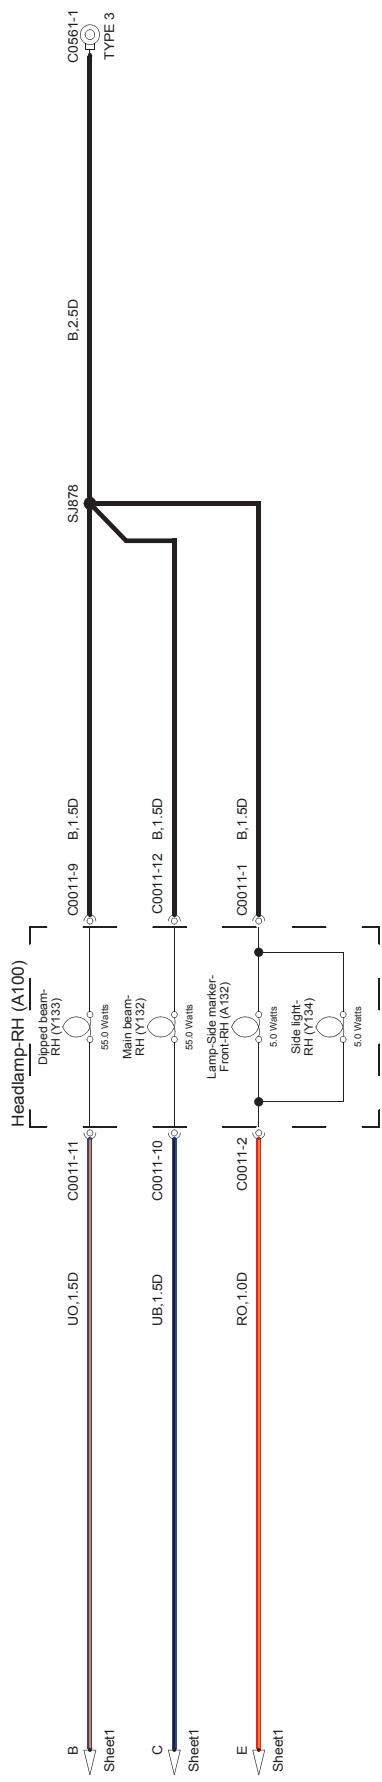 C0561-1
TYPE 3
B,2.5D
SJ878
B,1.5D
B,1.5D
B,1.5D
C0011-9
C0011-12
C0011-1
Headlamp-RH (A100)
Dipped beam-
RH (Y133)
55.0 Watts
Main beam-
RH (Y132)
55.0 Watts
Lamp-Side marker-
Front-RH (A132)
5.0 Watts
Side light-
RH (Y134)
5.0 Watts
C0011-11
C0011-10
C0011-2
UO,1.5D
UB,1.5D
RO,1.0D
B
Sheet1
C
Sheet1
E
Sheet1